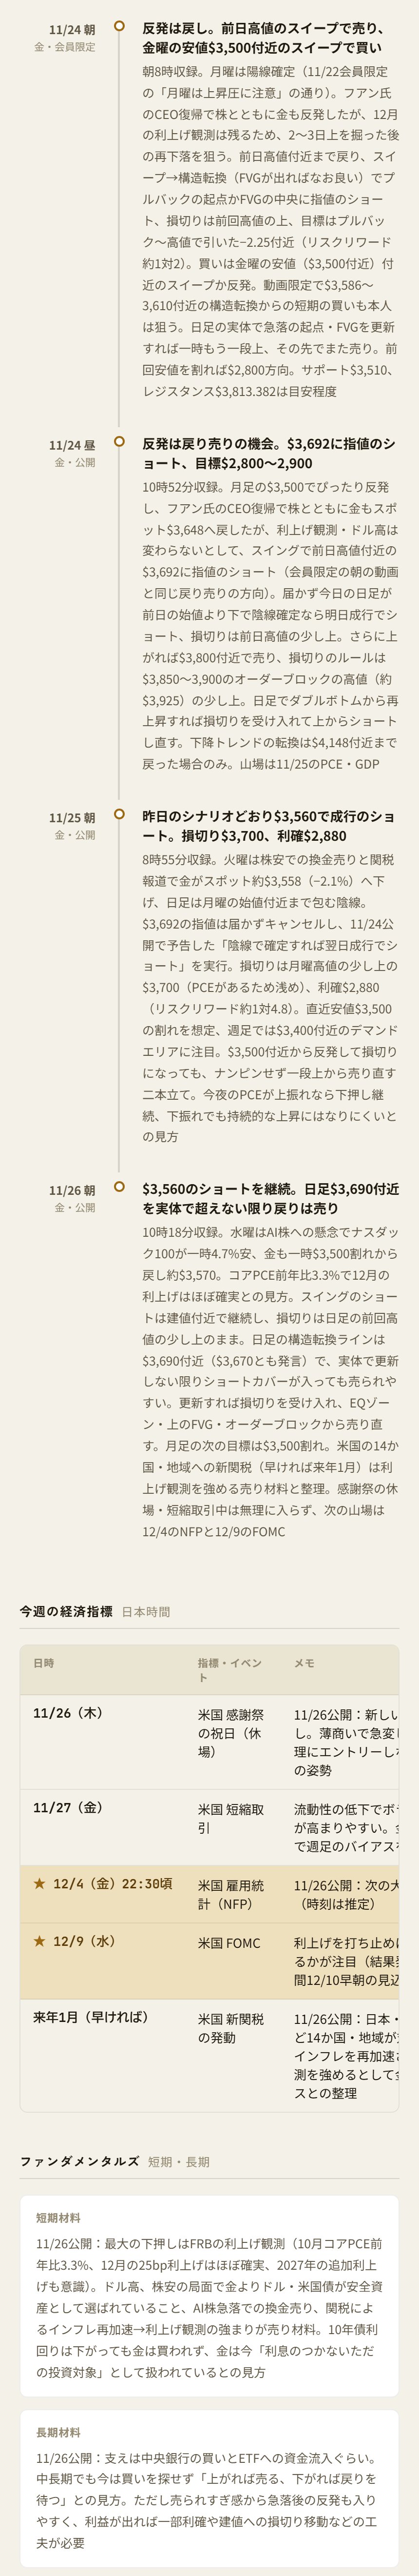 11/24 朝
金・会員限定
反発は戻し。前日高値のスイープで売り、
金曜の安値$3,500付近のスイープで買い
朝8時収録。月曜は陽線確定（11/22会員限定
の「月曜は上昇圧に注意」の通り）。フアン氏
のCEO復帰で株とともに金も反発したが、12月
の利上げ観測は残るため、2〜3日上を掘った後
の再下落を狙う。前日高値付近まで戻り、スイ
ープ→構造転換（FVGが出ればなお良い）でプ
ルバックの起点かFVGの中央に指値のショー
ト、損切りは前回高値の上、目標はプルバッ
ク〜高値で引いた−2.25付近（リスクリワード
約1対2）。買いは金曜の安値（$3,500付近）付
近のスイープか反発。動画限定で$3,586〜
3,610付近の構造転換からの短期の買いも本人
は狙う。日足の実体で急落の起点・FVGを更新
すれば一時もう一段上、その先でまた売り。前
回安値を割れば$2,800方向。サポート$3,510、
レジスタンス$3,813.382は目安程度
11/24 昼
金・公開
反発は戻り売りの機会。$3,692に指値のシ
ョート、目標$2,800〜2,900
10時52分収録。月足の$3,500でぴったり反発
し、フアン氏のCEO復帰で株とともに金もスポ
ット$3,648へ戻したが、利上げ観測・ドル高は
変わらないとして、スイングで前日高値付近の
$3,692に指値のショート（会員限定の朝の動画
と同じ戻り売りの方向）。届かず今日の日足が
前日の始値より下で陰線確定なら明日成行でシ
ョート、損切りは前日高値の少し上。さらに上
がれば$3,800付近で売り、損切りのルールは
$3,850〜3,900のオーダーブロックの高値（約
$3,925）の少し上。日足でダブルボトムから再
上昇すれば損切りを受け入れて上からショート
し直す。下降トレンドの転換は$4,148付近まで
戻った場合のみ。山場は11/25のPCE・GDP
11/25 朝
金・公開
昨日のシナリオどおり$3,560で成行のショ
ート。損切り$3,700、利確$2,880
8時55分収録。火曜は株安での換金売りと関税
報道で金がスポット約$3,558（−2.1%）へ下
げ、日足は月曜の始値付近まで包む陰線。
$3,692の指値は届かずキャンセルし、11/24公
開で予告した「陰線で確定すれば翌日成行でシ
ョート」を実行。損切りは月曜高値の少し上の
$3,700（PCEがあるため浅め）、利確$2,880
（リスクリワード約1対4.8）。直近安値$3,500
の割れを想定、週足では$3,400付近のデマンド
エリアに注目。$3,500付近から反発して損切り
になっても、ナンピンせず一段上から売り直す
二本立て。今夜のPCEが上振れなら下押し継
続、下振れでも持続的な上昇にはなりにくいと
の見方
11/26 朝
金・公開
$3,560のショートを継続。日足$3,690付近
を実体で超えない限り戻りは売り
10時18分収録。水曜はAI株への懸念でナスダッ
ク100が一時4.7%安、金も一時$3,500割れから
戻し約$3,570。コアPCE前年比3.3%で12月の
利上げはほぼ確実との見方。スイングのショー
トは建値付近で継続し、損切りは日足の前回高
値の少し上のまま。日足の構造転換ラインは
$3,690付近（$3,670とも発言）で、実体で更新
しない限りショートカバーが入っても売られや
すい。更新すれば損切りを受け入れ、EQゾー
ン・上のFVG・オーダーブロックから売り直
す。月足の次の目標は$3,500割れ。米国の14か
国・地域への新関税（早ければ来年1月）は利
上げ観測を強める売り材料と整理。感謝祭の休
場・短縮取引中は無理に入らず、次の山場は
12/4のNFPと12/9のFOMC
今週の経済指標 日本時間
日時
指標・イベン
ト
メモ
11/26（木）
米国 感謝祭
の祝日（休
場）
11/26公開：新しい
し。薄商いで急変
理にエントリーし
の姿勢
11/27（金）
米国 短縮取
引
流動性の低下でボ
が高まりやすい。
で週足のバイアス
★ 12/4（金）22:30頃
米国 雇用統
計（NFP）
11/26公開：次の大
（時刻は推定）
★ 12/9（水）
米国 FOMC
利上げを打ち止め
るかが注目（結果
間12/10早朝の見込
来年1月（早ければ）
米国 新関税
の発動
11/26公開：日本・
ど14か国・地域が
インフレを再加速
測を強めるとして
スとの整理
ファンダメンタルズ 短期・長期
短期材料
11/26公開：最大の下押しはFRBの利上げ観測（10月コアPCE前
年比3.3%、12月の25bp利上げはほぼ確実、2027年の追加利上
げも意識）。ドル高、株安の局面で金よりドル・米国債が安全資
産として選ばれていること、AI株急落での換金売り、関税によ
るインフレ再加速→利上げ観測の強まりが売り材料。10年債利
回りは下がっても金は買われず、金は今「利息のつかないただ
の投資対象」として扱われているとの見方
長期材料
11/26公開：支えは中央銀行の買いとETFへの資金流入ぐらい。
中長期でも今は買いを探せず「上がれば売る、下がれば戻りを
待つ」との見方。ただし売られすぎ感から急落後の反発も入り
やすく、利益が出れば一部利確や建値への損切り移動などの工
夫が必要